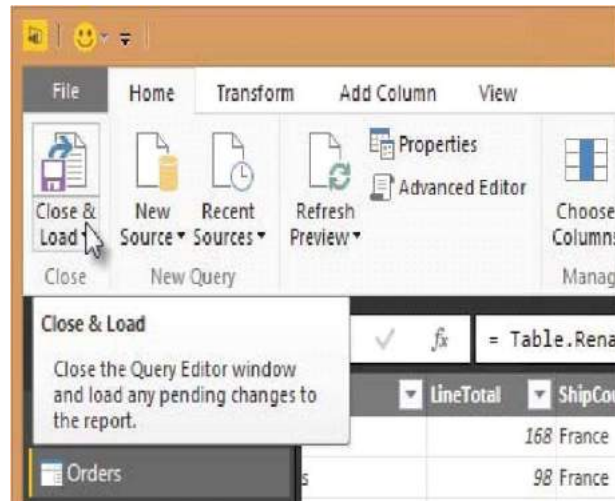 File Home Transform Add Column View
Properties
Advanced Editor
Close & Load
New Source
Recent Sources
Refresh Preview
Choose Columns
Close
New Query
Manag
Close & Load
Close the Query Editor window
and load any pending changes to
the report.
fx = Table.Rena
LineTotal ShipCou
168 France
s 98 France
Orders